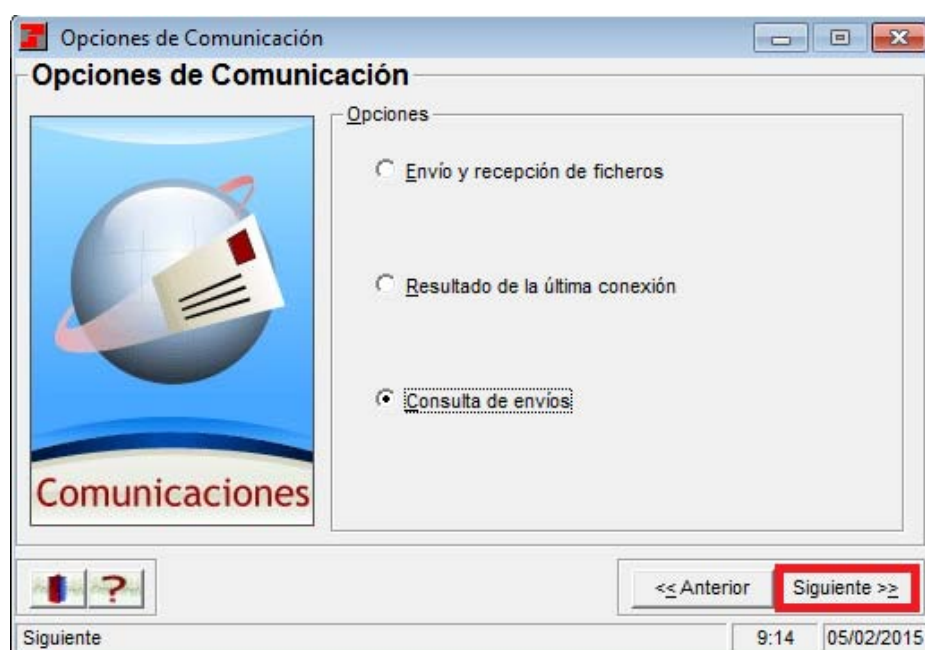 Opciones de Comunicación
Opciones de Comunicación
Opciones
Envío y recepción de ficheros
Resultado de la última conexión
Consulta de envíos
Comunicaciones
?
<< Anterior Siguiente >>
Siguiente 9:14 05/02/2015